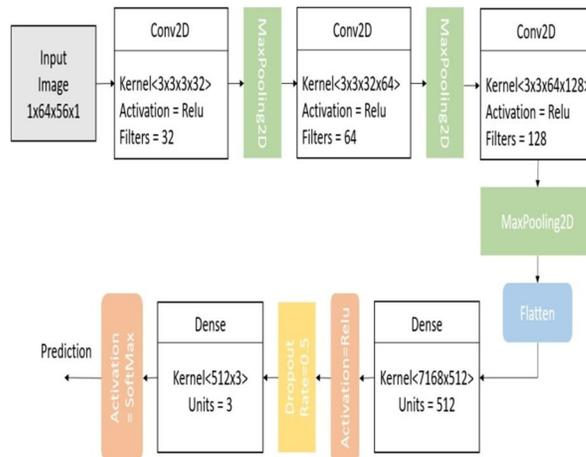 Input
Image
1x64x56x1
Conv2D
Kernel<3x3x3x32>
Activation = Relu
Filters = 32
MaxPooling2D
Conv2D
Kernel<3x3x32x64>
Activation = Relu
Filters = 64
MaxPooling2D
Conv2D
Kernel<3x3x64x128>
Activation = Relu
Filters = 128
MaxPooling2D
Flatten
Dense
Kernel<7168x512>
Units = 512
Activation=Relu
Dropout
Rate=0.5
Dense
Kernel<512x3>
Units = 3
Activation
= SoftMax
Prediction